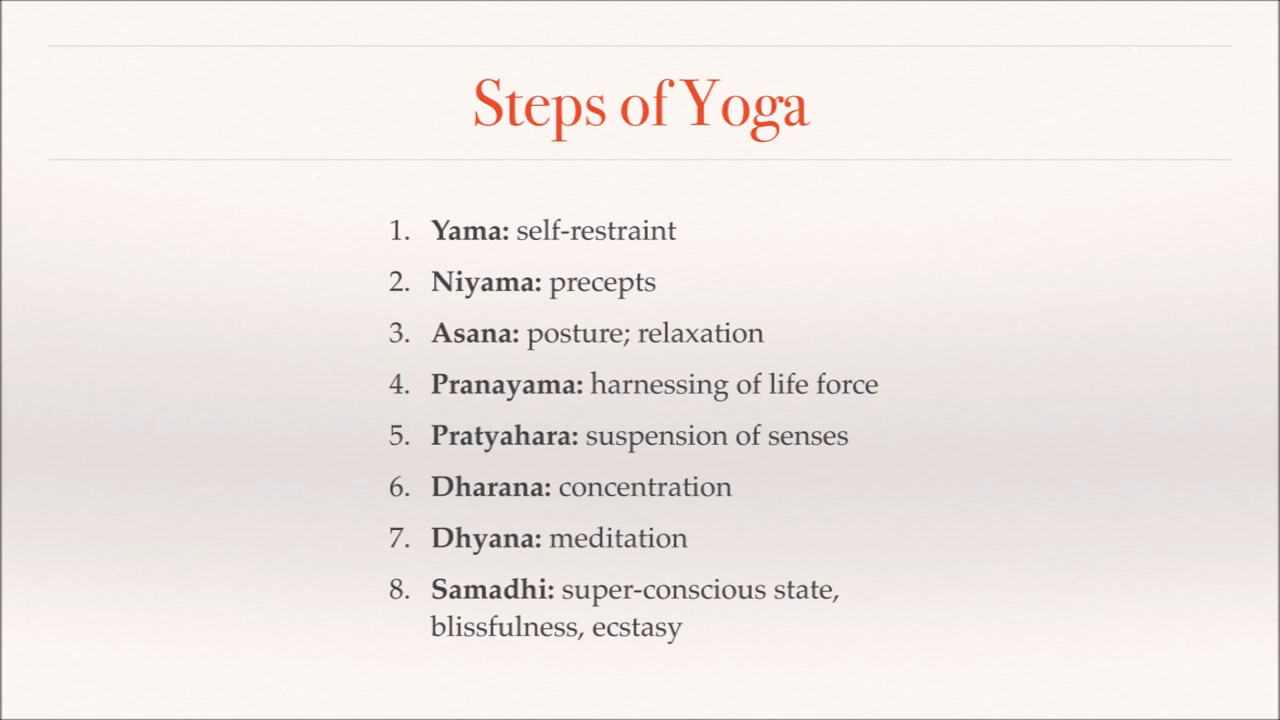 Steps of Yoga
1. Yama: self-restraint
2. Niyama: precepts
3. Asana: posture; relaxation
4. Pranayama: harnessing of life force
5. Pratyahara: suspension of senses
6. Dharana: concentration
7. Dhyana: meditation
8. Samadhi: super-conscious state,
blissfulness, ecstasy